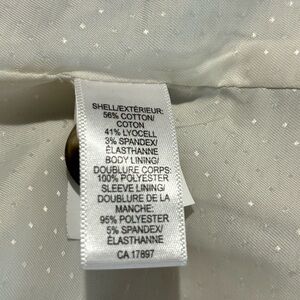 SHELL/EXTÉRIEUR:
56% COTTON/
COTON
41% LYOCELL
3% SPANDEX/
ÉLASTHANNE
BODY LINING/
DOUBLURE CORPS:
100% POLYESTER
SLEEVE LINING/
DOUBLURE DE LA
MANCHE:
95% POLYESTER
5% SPANDEX/
ÉLASTHANNE
CA 17897